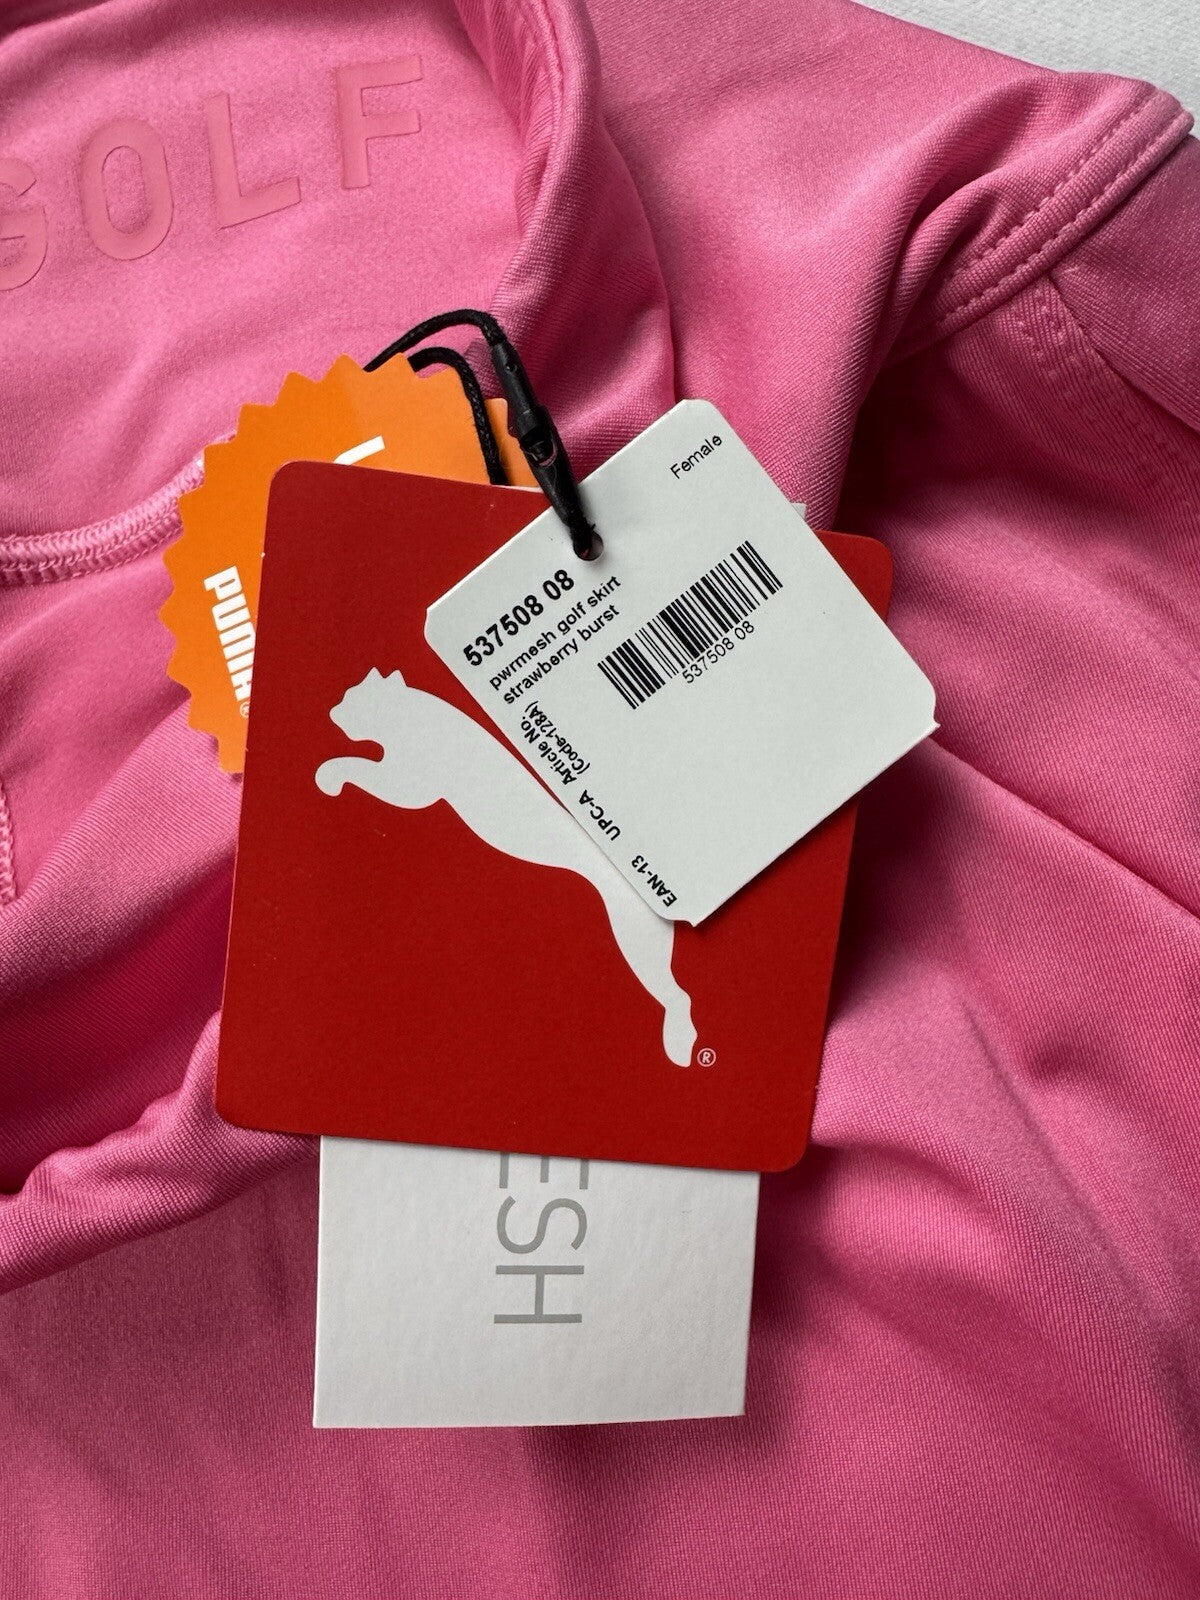 GOLF
PUMA®
Female
537508 08
pwrmesh golf skirt
strawberry burst
537508 08
Article No.
(Code-128A)
UPC-A
EAN-13
®
ESH